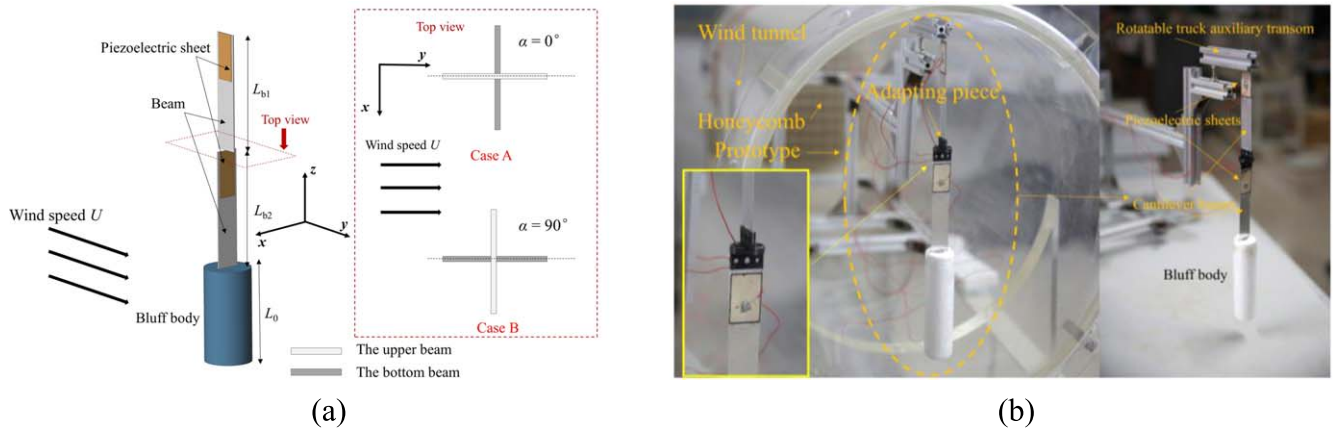 Piezoelectric sheet
Beam
L_b1
Top view
L_b2
z
y
x
Wind speed U
L_0
Bluff body
Top view
α = 0°
y
x
Wind speed U
Case A
α = 90°
Case B
The upper beam
The bottom beam
(a)
Wind tunnel
Adapting piece
Honeycomb
Prototype
Rotatable truck auxiliary transom
Piezoelectric sheets
Cantilever beams
Bluff body
(b)